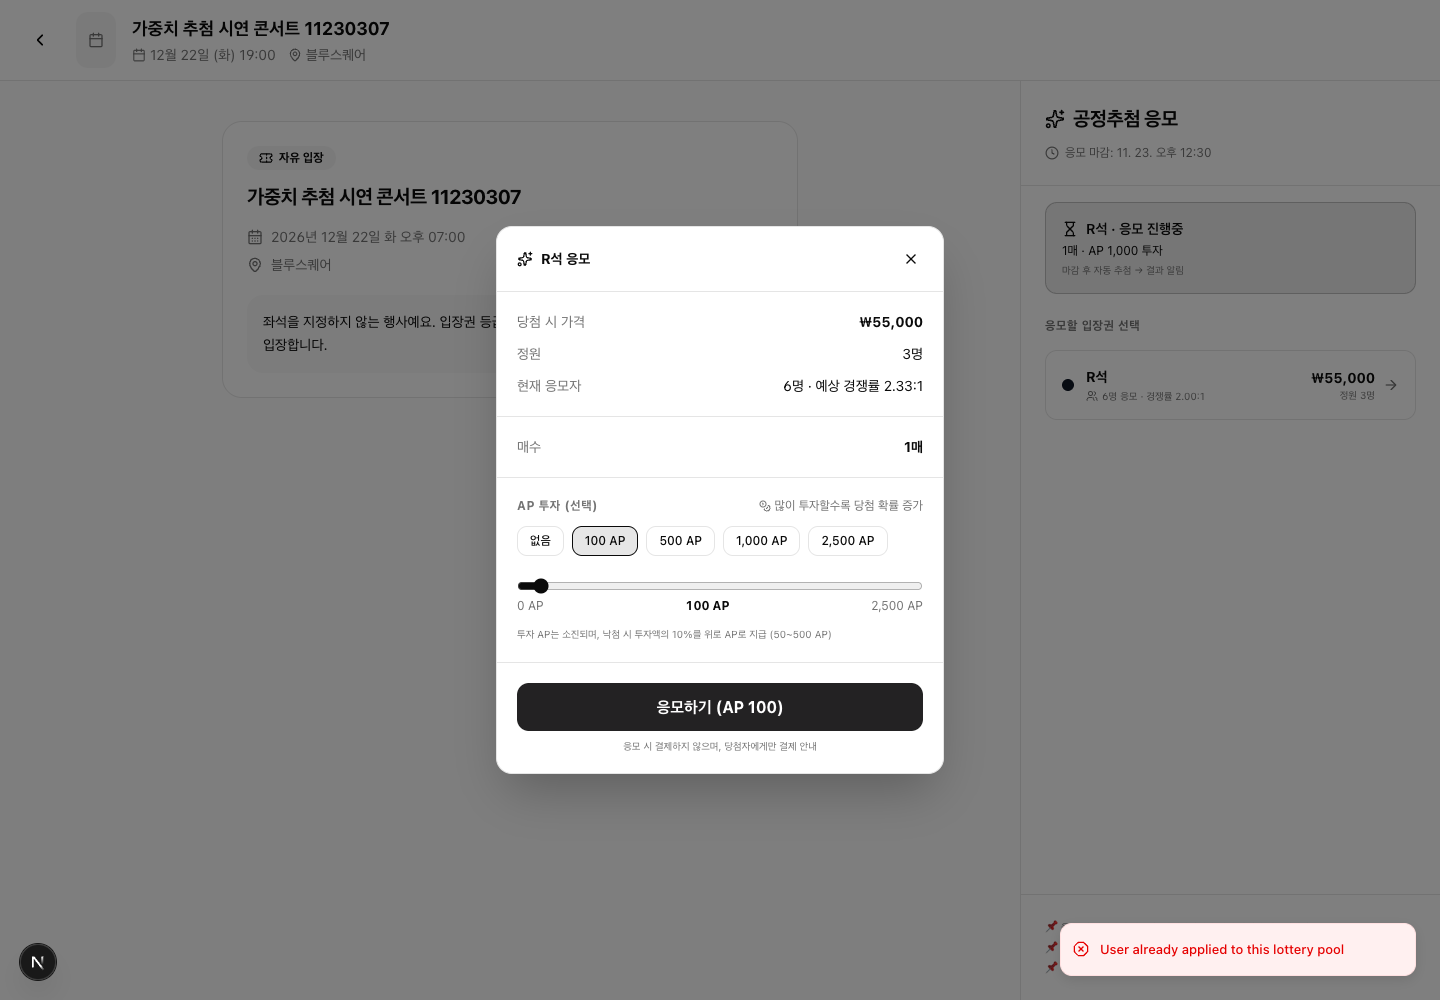 가중치 추첨 시연 콘서트 11230307
12월 22일 (화) 19:00 블루스퀘어
자유 입장
가중치 추첨 시연 콘서트 11230307
2026년 12월 22일 화 오후 07:00
블루스퀘어
좌석을 지정하지 않는 행사예요. 입장권 등급
입장합니다.
R석 응모
당첨 시 가격 ₩55,000
정원 3명
현재 응모자 6명 · 예상 경쟁률 2.33:1
매수 1매
AP 투자 (선택) 많이 투자할수록 당첨 확률 증가
없음 100 AP 500 AP 1,000 AP 2,500 AP
0 AP 100 AP 2,500 AP
투자 AP는 소진되며, 낙첨 시 투자액의 10%를 위로 AP로 지급 (50~500 AP)
응모하기 (AP 100)
응모 시 결제하지 않으며, 당첨자에게만 결제 안내
공정추첨 응모
응모 마감: 11. 23. 오후 12:30
R석 · 응모 진행중
1매 · AP 1,000 투자
마감 후 자동 추첨 → 결과 알림
응모할 입장권 선택
R석 ₩55,000
6명 응모 · 경쟁률 2.00:1 정원 3명
User already applied to this lottery pool
N